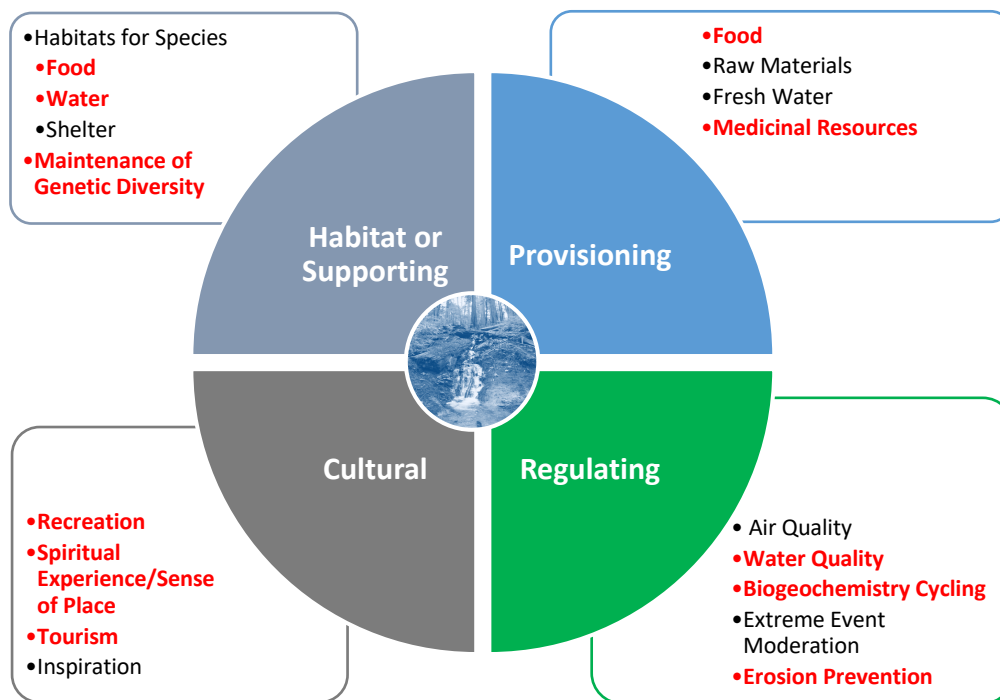 •Habitats for Species
•Food
•Water
•Shelter
•Maintenance of
Genetic Diversity
•Food
•Raw Materials
•Fresh Water
•Medicinal Resources
Habitat or
Supporting
Provisioning
Cultural
Regulating
•Recreation
•Spiritual
Experience/Sense
of Place
•Tourism
•Inspiration
• Air Quality
•Water Quality
•Biogeochemistry Cycling
•Extreme Event
Moderation
•Erosion Prevention